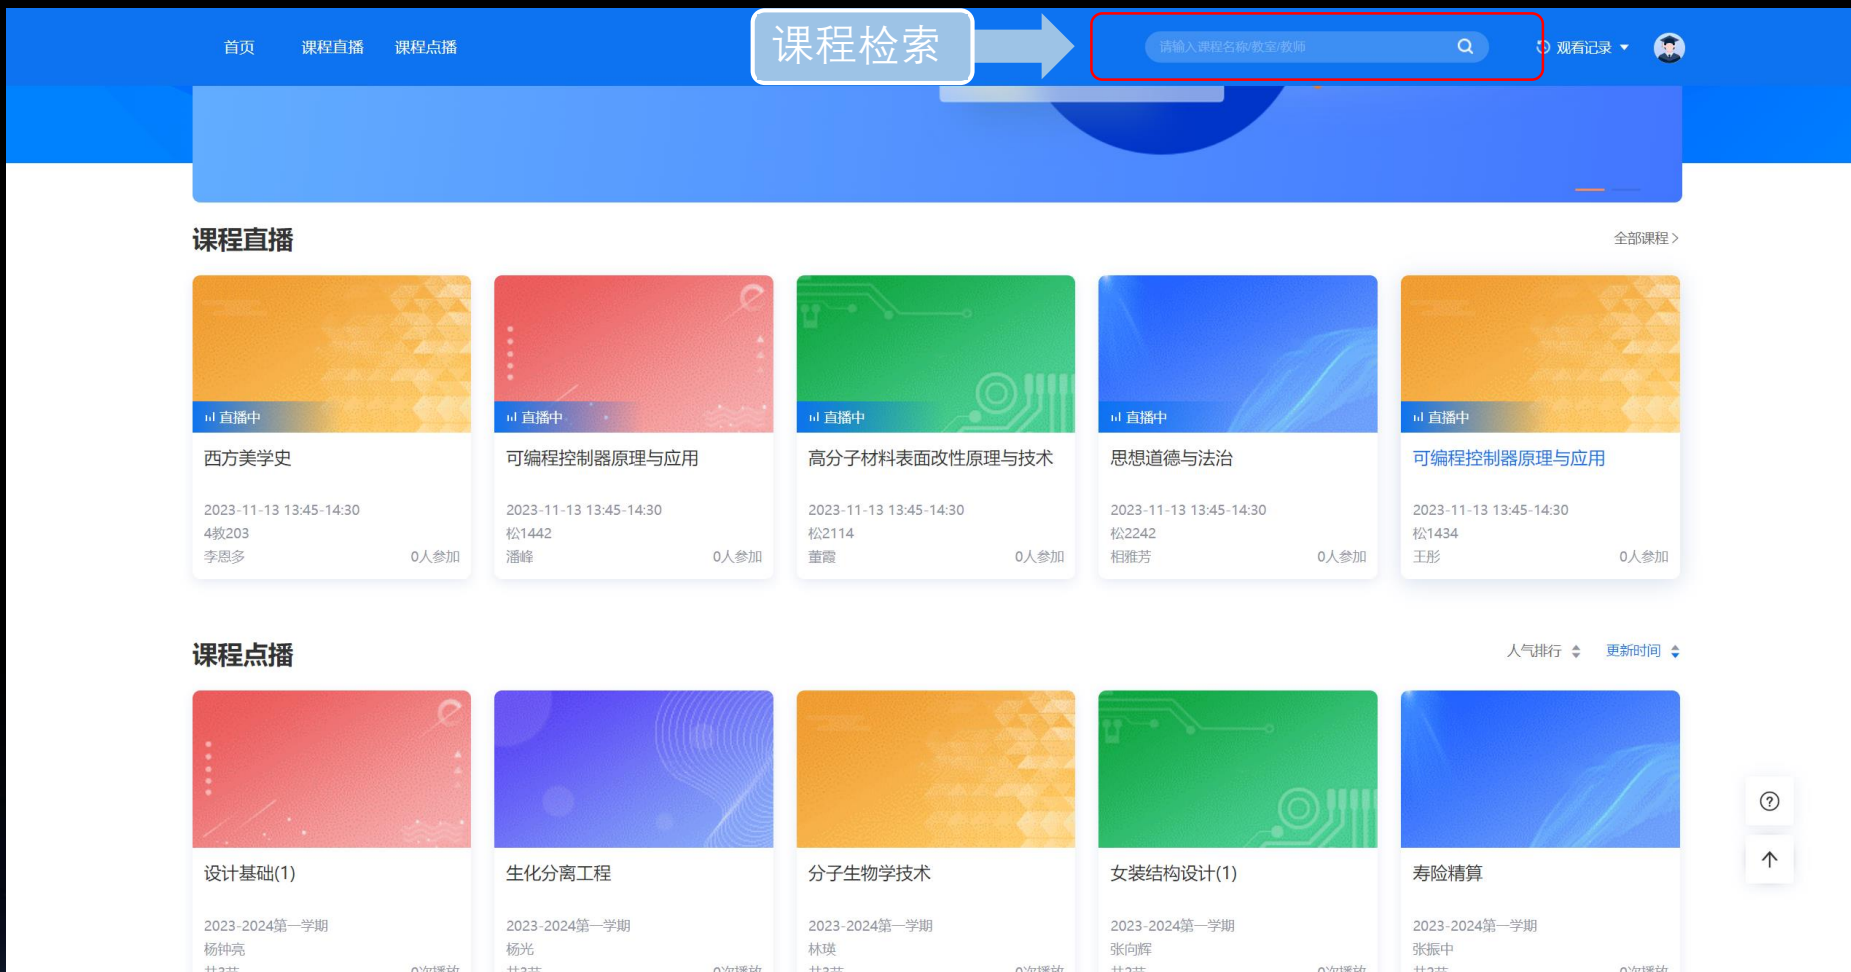 首页 课程直播 课程点播 课程检索 请输入课程名称/教室/教师 观看记录
课程直播 全部课程
直播中 直播中 直播中 直播中 直播中
西方美学史 可编程控制器原理与应用 高分子材料表面改性原理与技术 思想道德与法治 可编程控制器原理与应用
2023-11-13 13:45-14:30 2023-11-13 13:45-14:30 2023-11-13 13:45-14:30 2023-11-13 13:45-14:30 2023-11-13 13:45-14:30
4教203 松1442 松2114 松2242 松1434
李恩多 0人参加 潘峰 0人参加 董霞 0人参加 相雅芳 0人参加 王彤 0人参加
课程点播 人气排行 更新时间
设计基础(1) 生化分离工程 分子生物学技术 女装结构设计(1) 寿险精算
2023-2024第一学期 2023-2024第一学期 2023-2024第一学期 2023-2024第一学期 2023-2024第一学期
杨钟亮 杨光 林瑛 张向辉 张振中